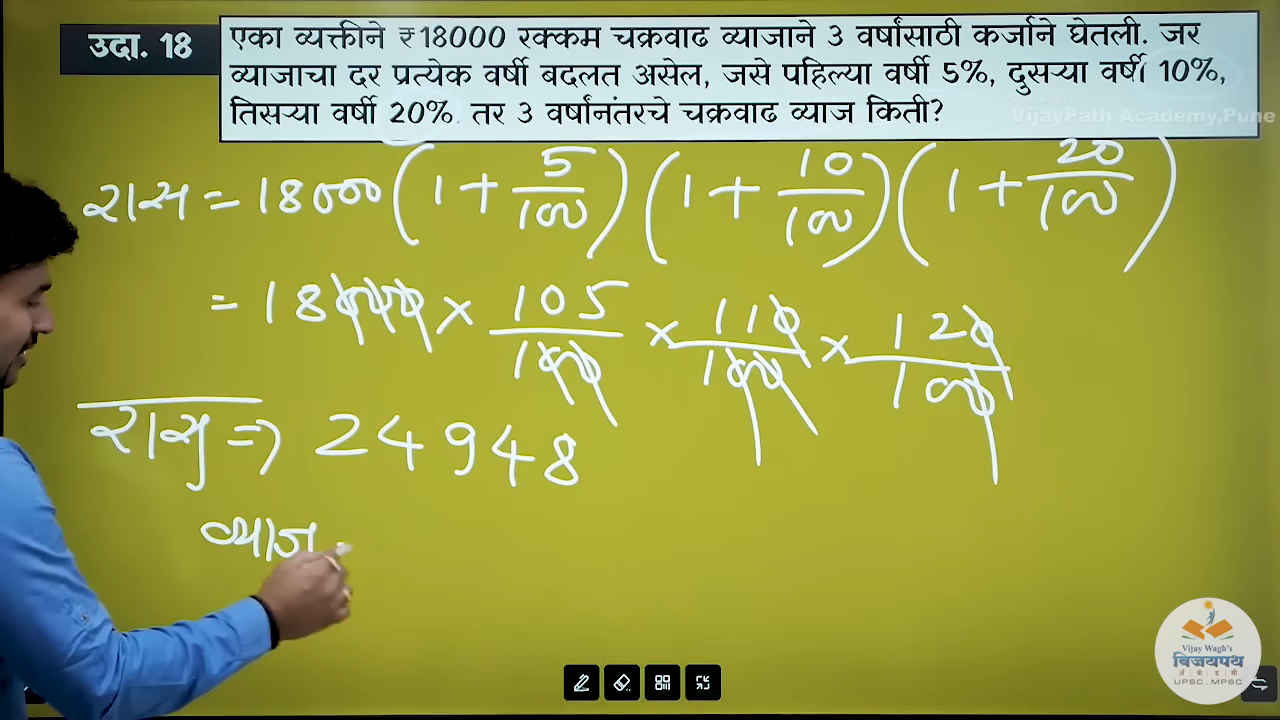 उदा. 18
एका व्यक्तीने ₹18000 रक्कम चक्रवाढ व्याजाने 3 वर्षांसाठी कर्जाने घेतली. जर
व्याजाचा दर प्रत्येक वर्षी बदलत असेल, जसे पहिल्या वर्षी 5%, दुसऱ्या वर्षी 10%,
तिसऱ्या वर्षी 20%. तर 3 वर्षांनंतरचे चक्रवाढ व्याज किती?
VijayPath Academy,Pune
रास = 18000 (1 + 5/100) (1 + 10/100) (1 + 20/100)
= 18000 × 105/100 × 110/100 × 120/100
रास => 24948
व्याज
Vijay Wagh's
विजयपथ
अ‍ॅकॅडमी
UPSC - MPSC